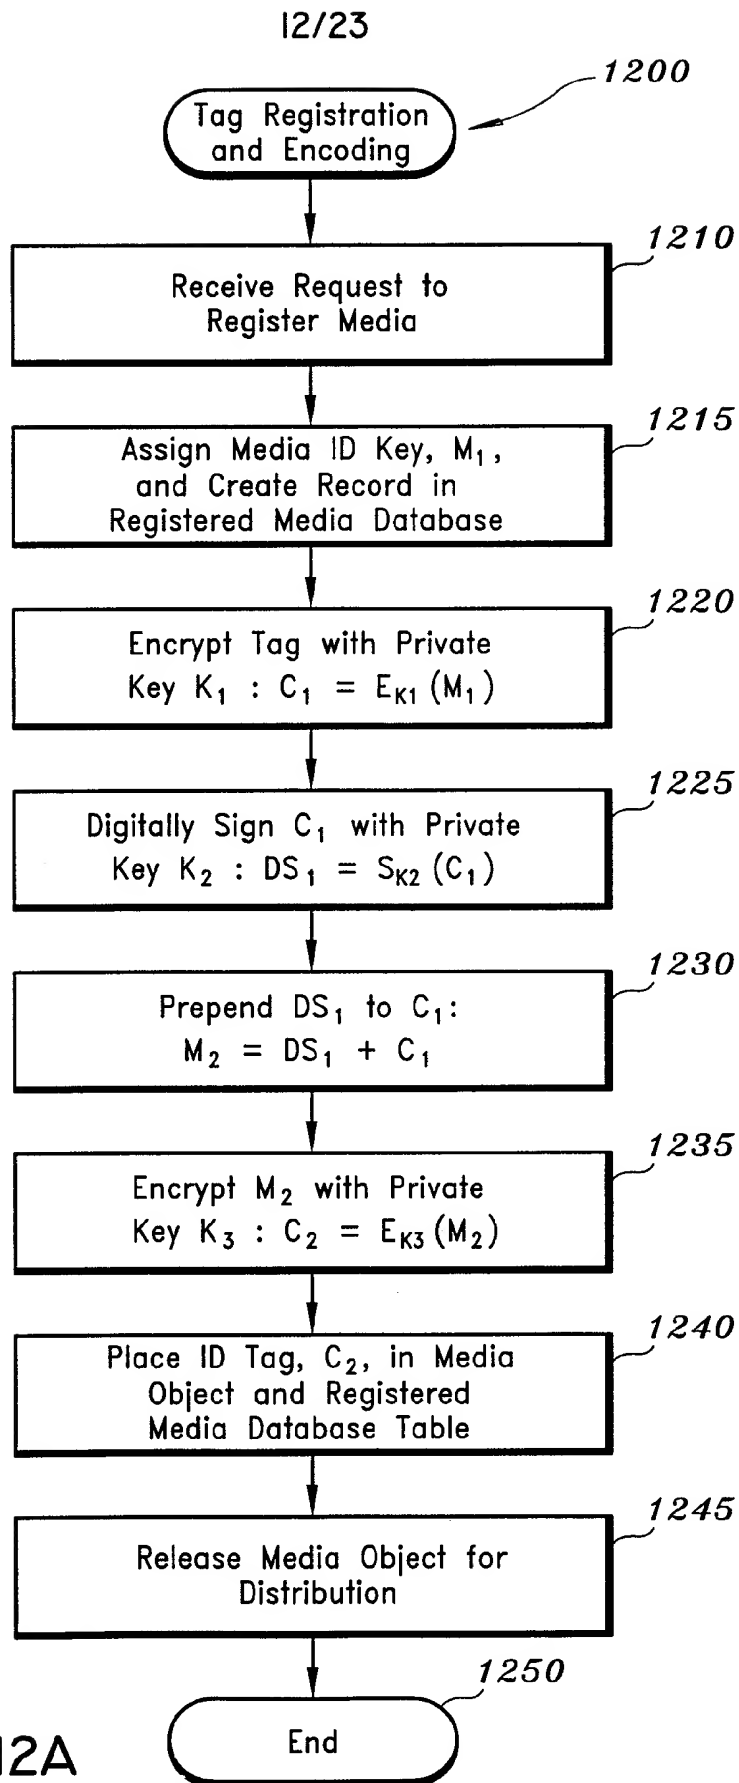 12/23
1200
Tag Registration
and Encoding
1210
Receive Request to
Register Media
1215
Assign Media ID Key, M₁,
and Create Record in
Registered Media Database
1220
Encrypt Tag with Private
Key K₁ : C₁ = E_K1 (M₁)
1225
Digitally Sign C₁ with Private
Key K₂ : DS₁ = S_K2 (C₁)
1230
Prepend DS₁ to C₁:
M₂ = DS₁ + C₁
1235
Encrypt M₂ with Private
Key K₃ : C₂ = E_K3 (M₂)
1240
Place ID Tag, C₂, in Media
Object and Registered
Media Database Table
1245
Release Media Object for
Distribution
1250
End
12A